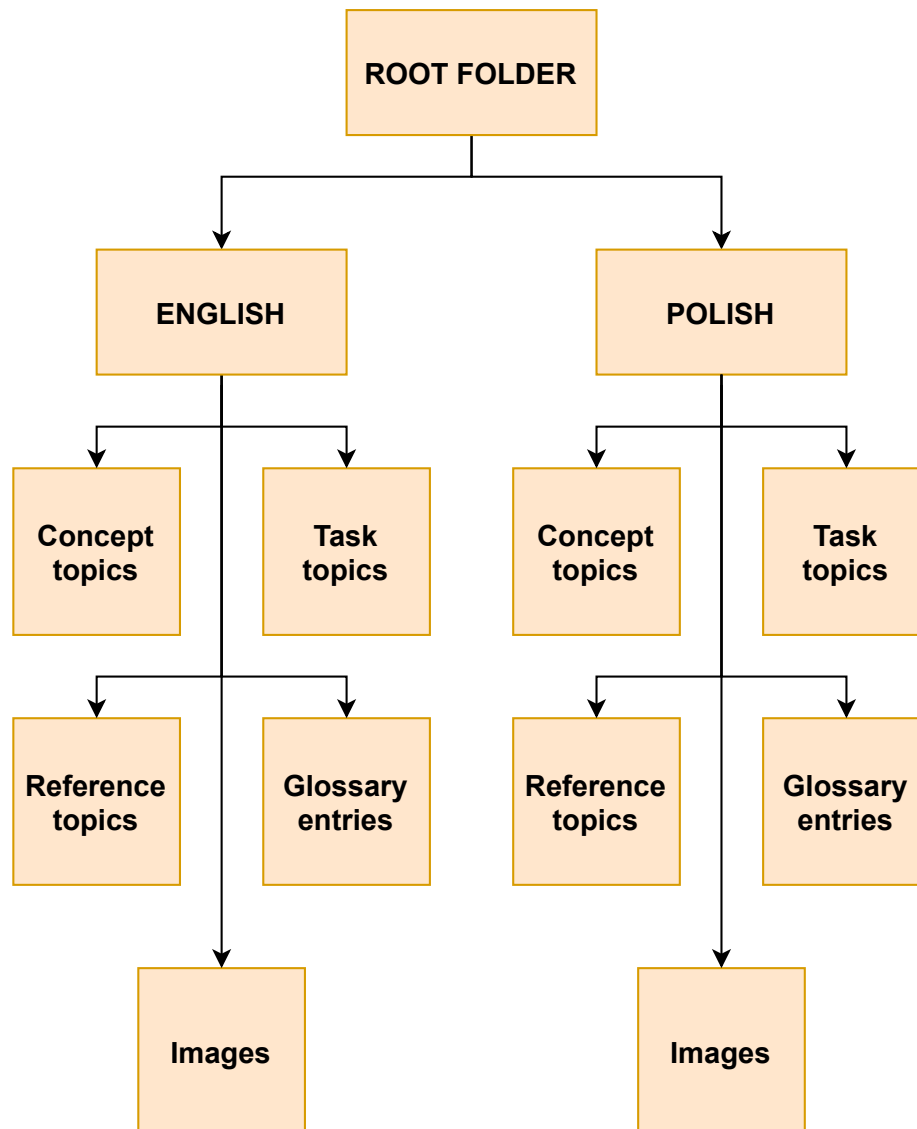 ROOT FOLDER
ENGLISH
POLISH
Concept
topics
Task
topics
Concept
topics
Task
topics
Reference
topics
Glossary
entries
Reference
topics
Glossary
entries
Images
Images